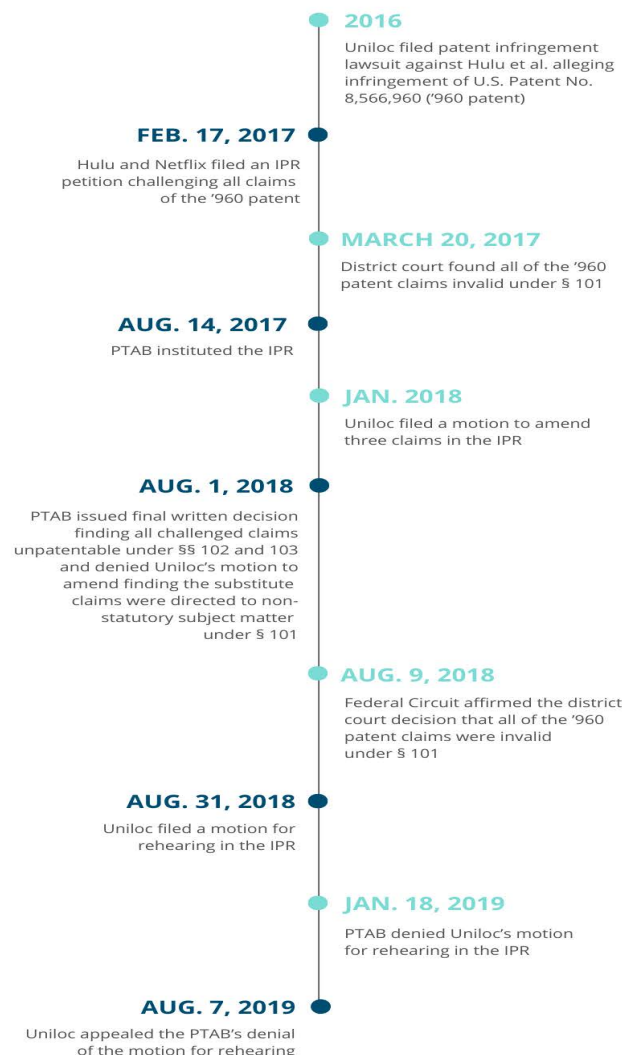 2016
Uniloc filed patent infringement
lawsuit against Hulu et al. alleging
infringement of U.S. Patent No.
8,566,960 (’960 patent)
FEB. 17, 2017
Hulu and Netflix filed an IPR
petition challenging all claims
of the ’960 patent
MARCH 20, 2017
District court found all of the ’960
patent claims invalid under § 101
AUG. 14, 2017
PTAB instituted the IPR
JAN. 2018
Uniloc filed a motion to amend
three claims in the IPR
AUG. 1, 2018
PTAB issued final written decision
finding all challenged claims
unpatentable under §§ 102 and 103
and denied Uniloc’s motion to
amend finding the substitute
claims were directed to non-
statutory subject matter
under § 101
AUG. 9, 2018
Federal Circuit affirmed the district
court decision that all of the ’960
patent claims were invalid
under § 101
AUG. 31, 2018
Uniloc filed a motion for
rehearing in the IPR
JAN. 18, 2019
PTAB denied Uniloc’s motion
for rehearing in the IPR
AUG. 7, 2019
Uniloc appealed the PTAB’s denial
of the motion for rehearing